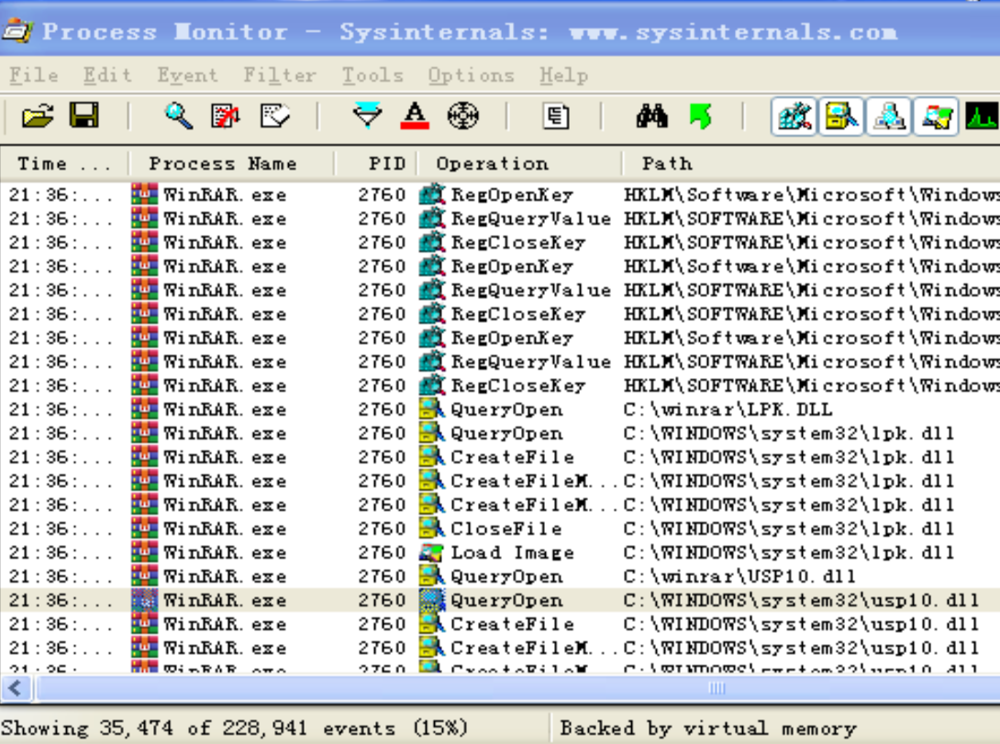 Process Monitor - Sysinternals: www.sysinternals.com
File Edit Event Filter Tools Options Help
Time ... Process Name PID Operation Path
21:36:... WinRAR.exe 2760 RegOpenKey HKLM\Software\Microsoft\Windows
21:36:... WinRAR.exe 2760 RegQueryValue HKLM\SOFTWARE\Microsoft\Windows
21:36:... WinRAR.exe 2760 RegCloseKey HKLM\SOFTWARE\Microsoft\Windows
21:36:... WinRAR.exe 2760 RegOpenKey HKLM\Software\Microsoft\Windows
21:36:... WinRAR.exe 2760 RegQueryValue HKLM\SOFTWARE\Microsoft\Windows
21:36:... WinRAR.exe 2760 RegCloseKey HKLM\SOFTWARE\Microsoft\Windows
21:36:... WinRAR.exe 2760 RegOpenKey HKLM\Software\Microsoft\Windows
21:36:... WinRAR.exe 2760 RegQueryValue HKLM\SOFTWARE\Microsoft\Windows
21:36:... WinRAR.exe 2760 RegCloseKey HKLM\SOFTWARE\Microsoft\Windows
21:36:... WinRAR.exe 2760 QueryOpen C:\winrar\LPK.DLL
21:36:... WinRAR.exe 2760 QueryOpen C:\WINDOWS\system32\lpk.dll
21:36:... WinRAR.exe 2760 CreateFile C:\WINDOWS\system32\lpk.dll
21:36:... WinRAR.exe 2760 CreateFileM... C:\WINDOWS\system32\lpk.dll
21:36:... WinRAR.exe 2760 CreateFileM... C:\WINDOWS\system32\lpk.dll
21:36:... WinRAR.exe 2760 CloseFile C:\WINDOWS\system32\lpk.dll
21:36:... WinRAR.exe 2760 Load Image C:\WINDOWS\system32\lpk.dll
21:36:... WinRAR.exe 2760 QueryOpen C:\winrar\USP10.dll
21:36:... WinRAR.exe 2760 QueryOpen C:\WINDOWS\system32\usp10.dll
21:36:... WinRAR.exe 2760 CreateFile C:\WINDOWS\system32\usp10.dll
21:36:... WinRAR.exe 2760 CreateFileM... C:\WINDOWS\system32\usp10.dll
21:36: WinRAR.exe 2760 CreateFileM C:\WINDOWS\system32\usp10.dll
Showing 35,474 of 228,941 events (15%) Backed by virtual memory